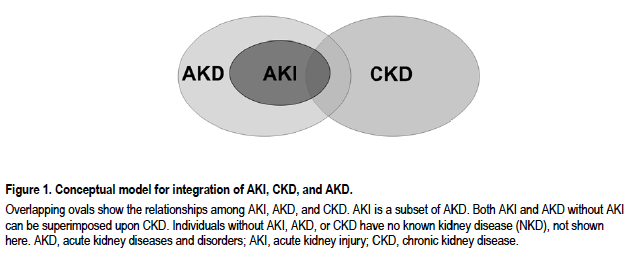 AKD AKI CKD
Figure 1. Conceptual model for integration of AKI, CKD, and AKD.
Overlapping ovals show the relationships among AKI, AKD, and CKD. AKI is a subset of AKD. Both AKI and AKD without AKI
can be superimposed upon CKD. Individuals without AKI, AKD, or CKD have no known kidney disease (NKD), not shown
here. AKD, acute kidney diseases and disorders; AKI, acute kidney injury; CKD, chronic kidney disease.